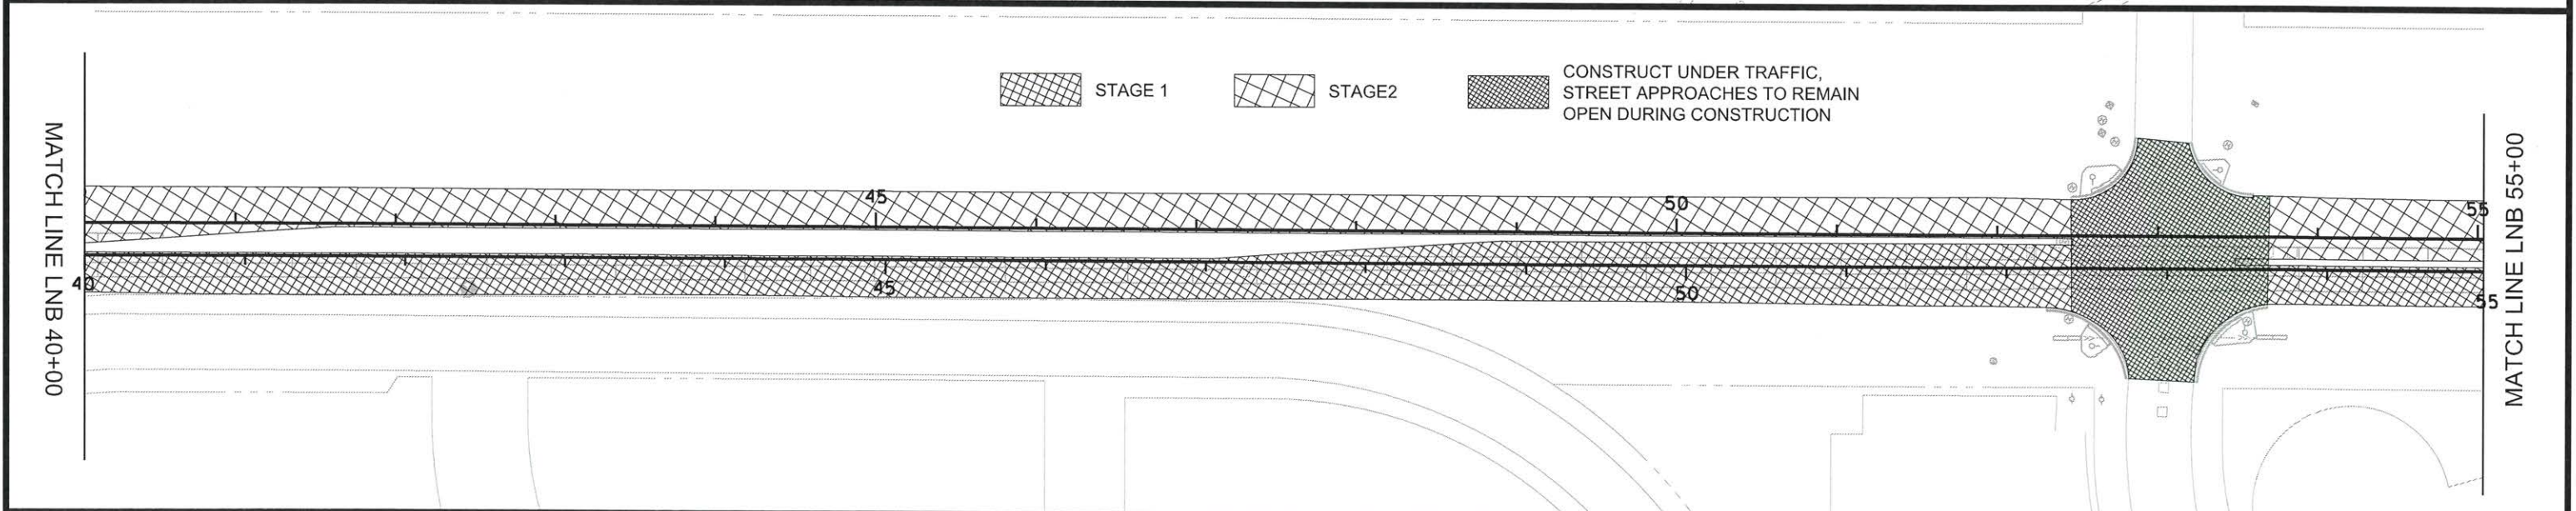 STAGE 1
STAGE2
CONSTRUCT UNDER TRAFFIC,
STREET APPROACHES TO REMAIN
OPEN DURING CONSTRUCTION
MATCH LINE LNB 40+00
MATCH LINE LNB 55+00
45
50
55
40
45
50
55